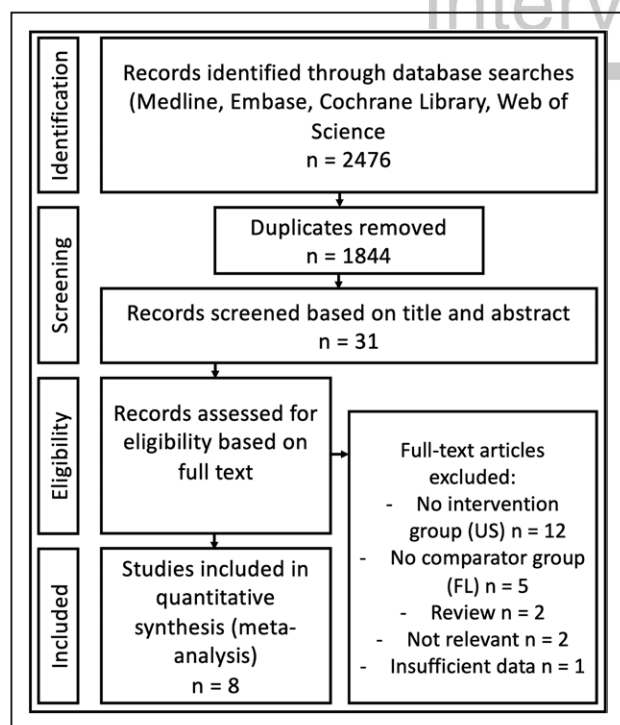 Interv
Identification
Records identified through database searches
(Medline, Embase, Cochrane Library, Web of
Science
n = 2476
Screening
Duplicates removed
n = 1844
Records screened based on title and abstract
n = 31
Eligibility
Records assessed for
eligibility based on
full text
Full-text articles
excluded:
- No intervention
group (US) n = 12
- No comparator group
(FL) n = 5
- Review n = 2
- Not relevant n = 2
- Insufficient data n = 1
Included
Studies included in
quantitative
synthesis (meta-
analysis)
n = 8